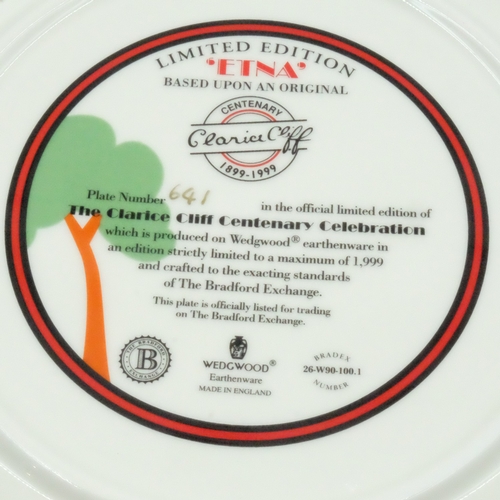 LIMITED EDITION
'ETNA'
BASED UPON AN ORIGINAL
CENTENARY
Clarice Cliff
1899-1999
Plate Number 641 in the official limited edition of
The Clarice Cliff Centenary Celebration
which is produced on Wedgwood® earthenware in
an edition strictly limited to a maximum of 1,999
and crafted to the exacting standards
of The Bradford Exchange.
This plate is officially listed for trading
on The Bradford Exchange.
THE BRADFORD
B
EXCHANGE
WEDGWOOD®
Earthenware
MADE IN ENGLAND
BRADEX
26-W90-100.1
NUMBER